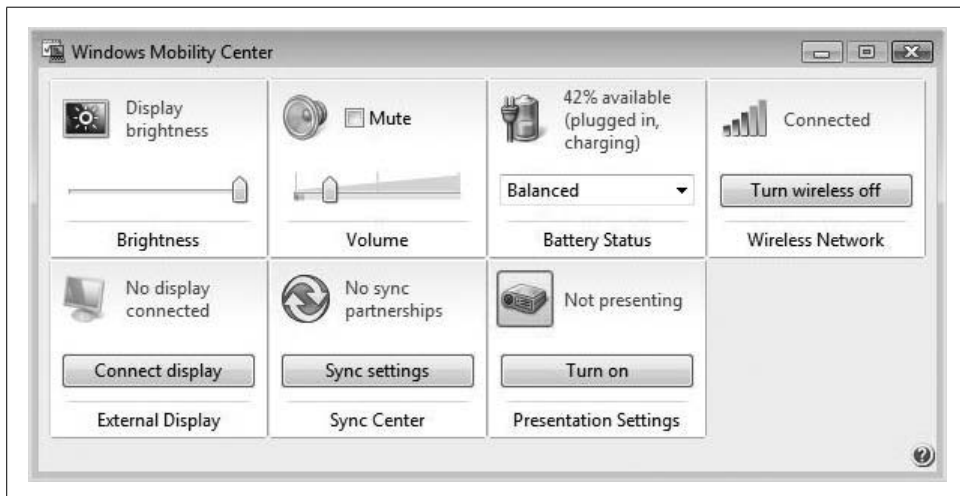 Windows Mobility Center
Display
brightness
Brightness
Mute
Volume
42% available
(plugged in,
charging)
Balanced
Battery Status
Connected
Turn wireless off
Wireless Network
No display
connected
Connect display
External Display
No sync
partnerships
Sync settings
Sync Center
Not presenting
Turn on
Presentation Settings